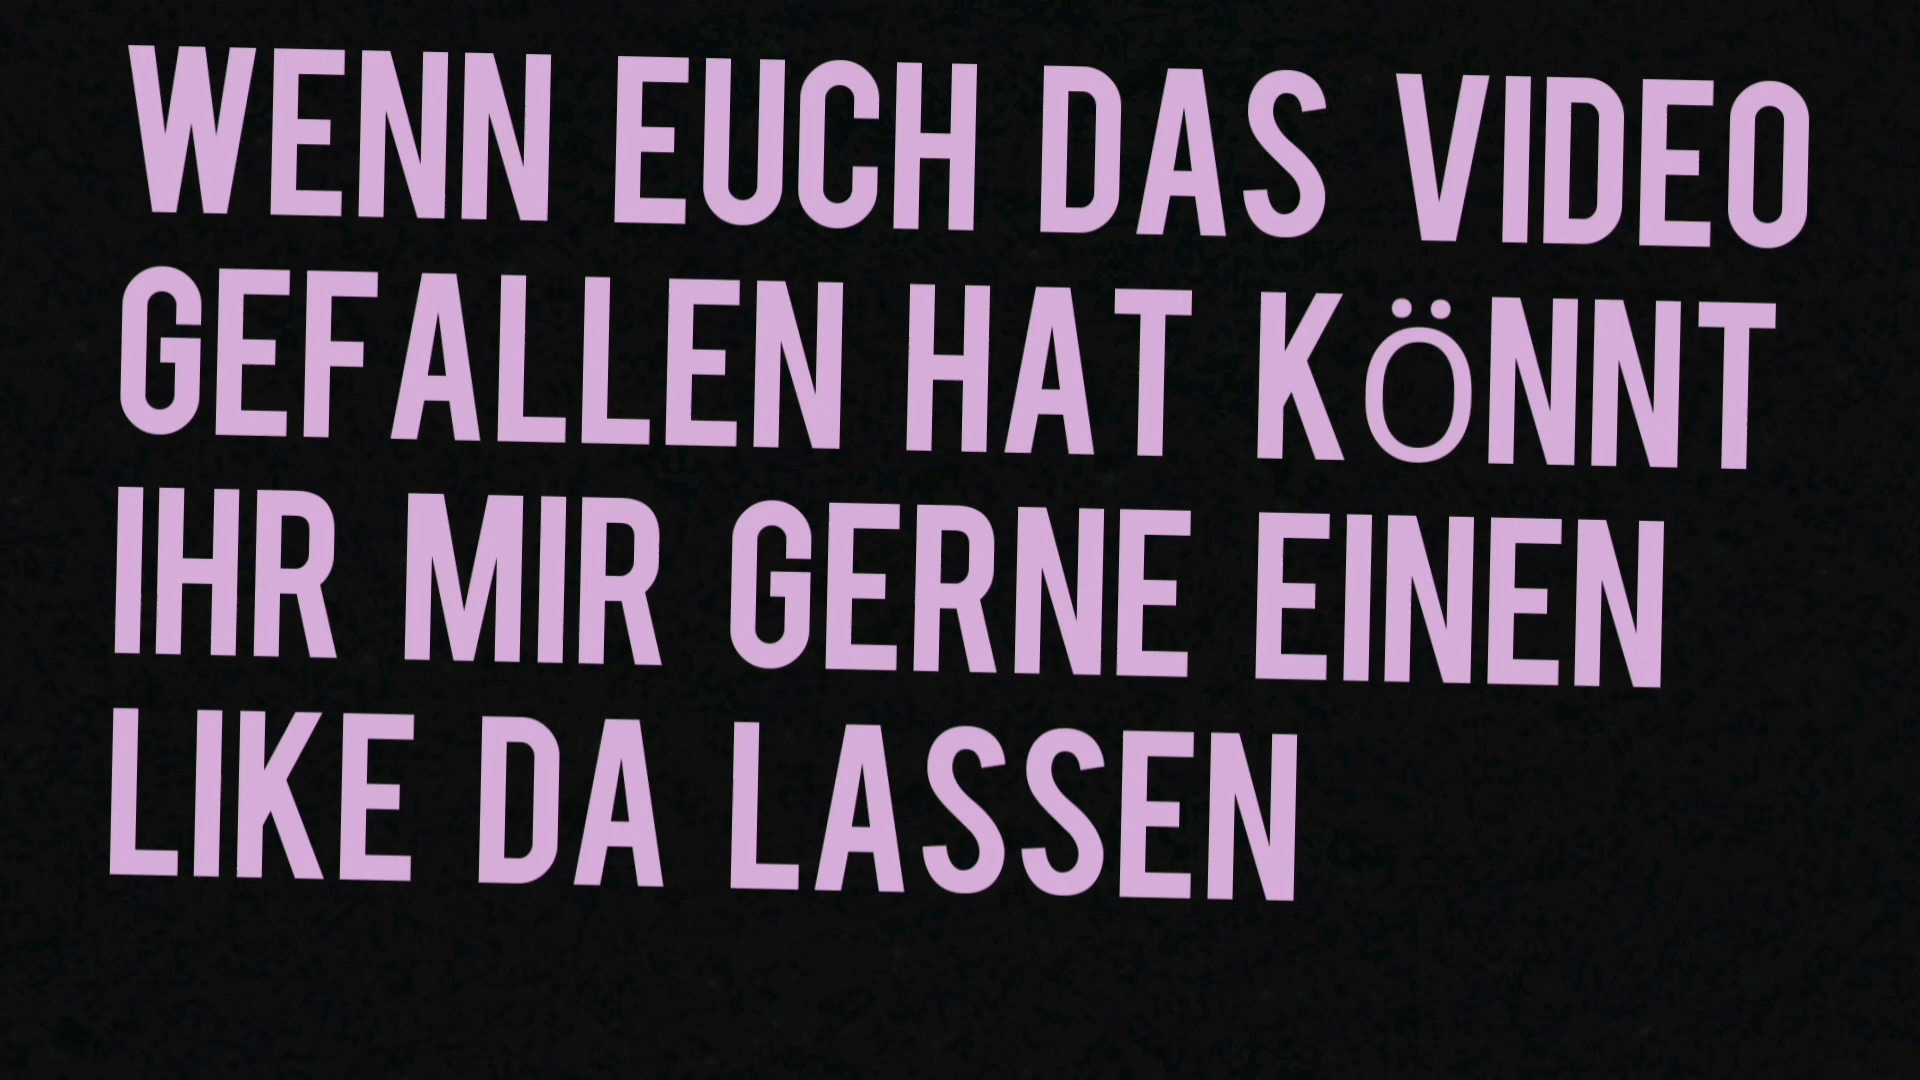 WENN EUCH DAS VIDEO
GEFALLEN HAT KÖNNT
IHR MIR GERNE EINEN
LIKE DA LASSEN